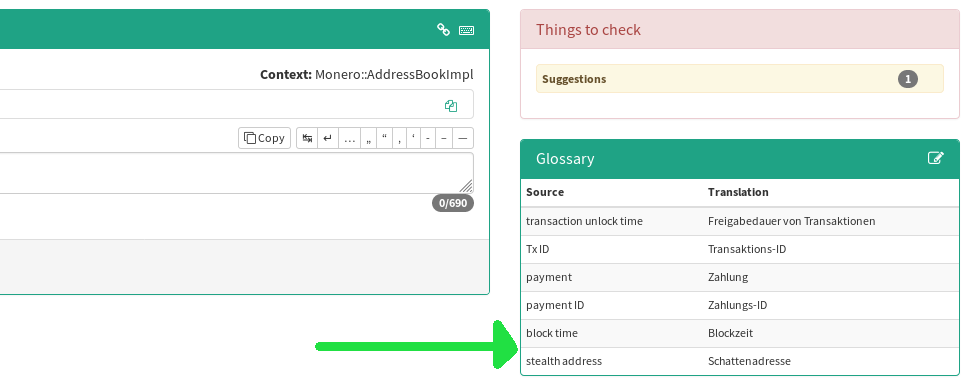 Context: Monero::AddressBookImpl
Copy ↹ ↵ … „ “ ‚ ‘ - – —
0/690
Things to check
Suggestions 1
Glossary
Source Translation
transaction unlock time Freigabedauer von Transaktionen
Tx ID Transaktions-ID
payment Zahlung
payment ID Zahlungs-ID
block time Blockzeit
stealth address Schattenadresse